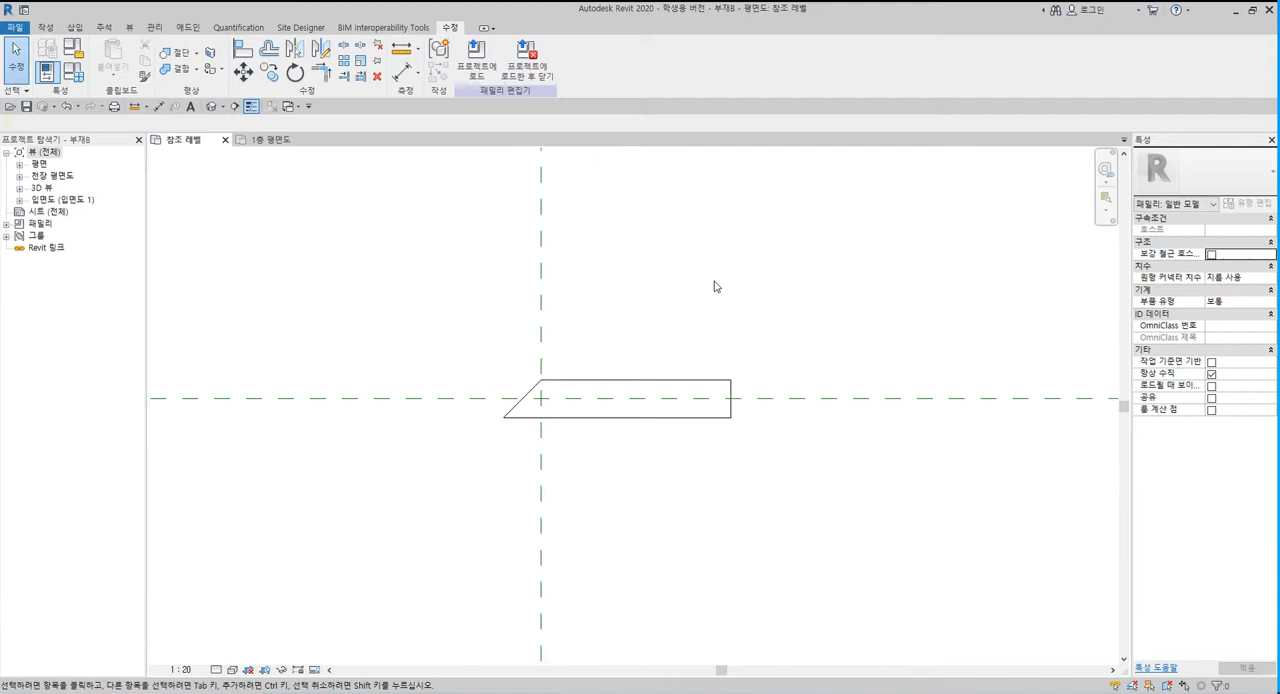 Autodesk Revit 2020 - 학생용 버전 - 부재B - 평면도: 참조 레벨
로그인
파일 작성 삽입 주석 뷰 관리 애드인 Quantification Site Designer BIM Interoperability Tools 수정
수정
붙여넣기
절단
결합
프로젝트에
로드
프로젝트에
로드한 후 닫기
선택 특성 클립보드 형상 수정 측정 작성 패밀리 편집기
프로젝트 탐색기 - 부재B
참조 레벨
1층 평면도
특성
뷰 (전체)
평면
천장 평면도
3D 뷰
입면도 (입면도 1)
시트 (전체)
패밀리
그룹
Revit 링크
패밀리: 일반 모델
유형 편집
구속조건
호스트
구조
보강 철근 호스...
치수
원형 커넥터 치수 지름 사용
기계
부품 유형 보통
ID 데이터
OmniClass 번호
OmniClass 제목
기타
작업 기준면 기반
항상 수직
로드될 때 보이...
공유
룸 계산 점
특성 도움말
적용
1 : 20
선택하려면 항목을 클릭하고, 다른 항목을 선택하려면 Tab 키, 추가하려면 Ctrl 키, 선택 취소하려면 Shift 키를 누르십시오.
:0